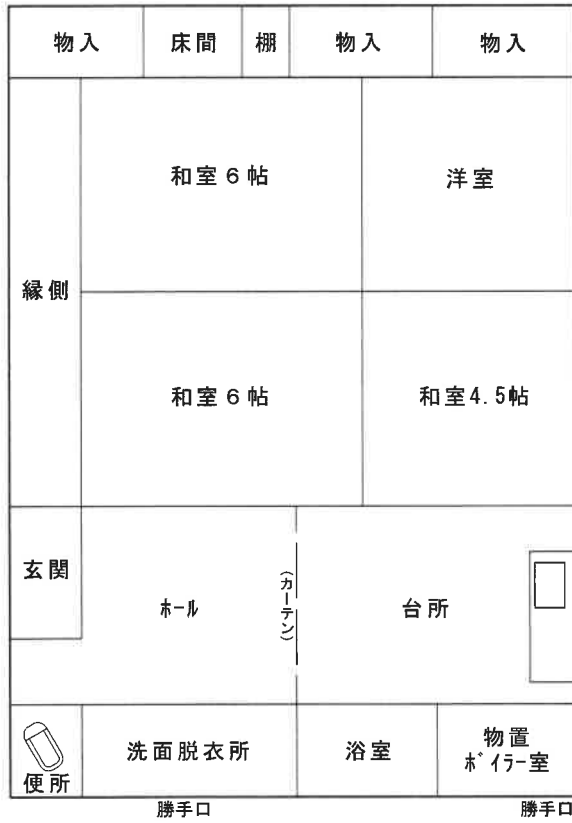 物入
床間
棚
物入
物入
和室６帖
洋室
縁側
和室６帖
和室4.5帖
玄関
ﾎｰﾙ
(カーテン)
台所
便所
洗面脱衣所
浴室
物置
ﾎﾞｲﾗｰ室
勝手口
勝手口